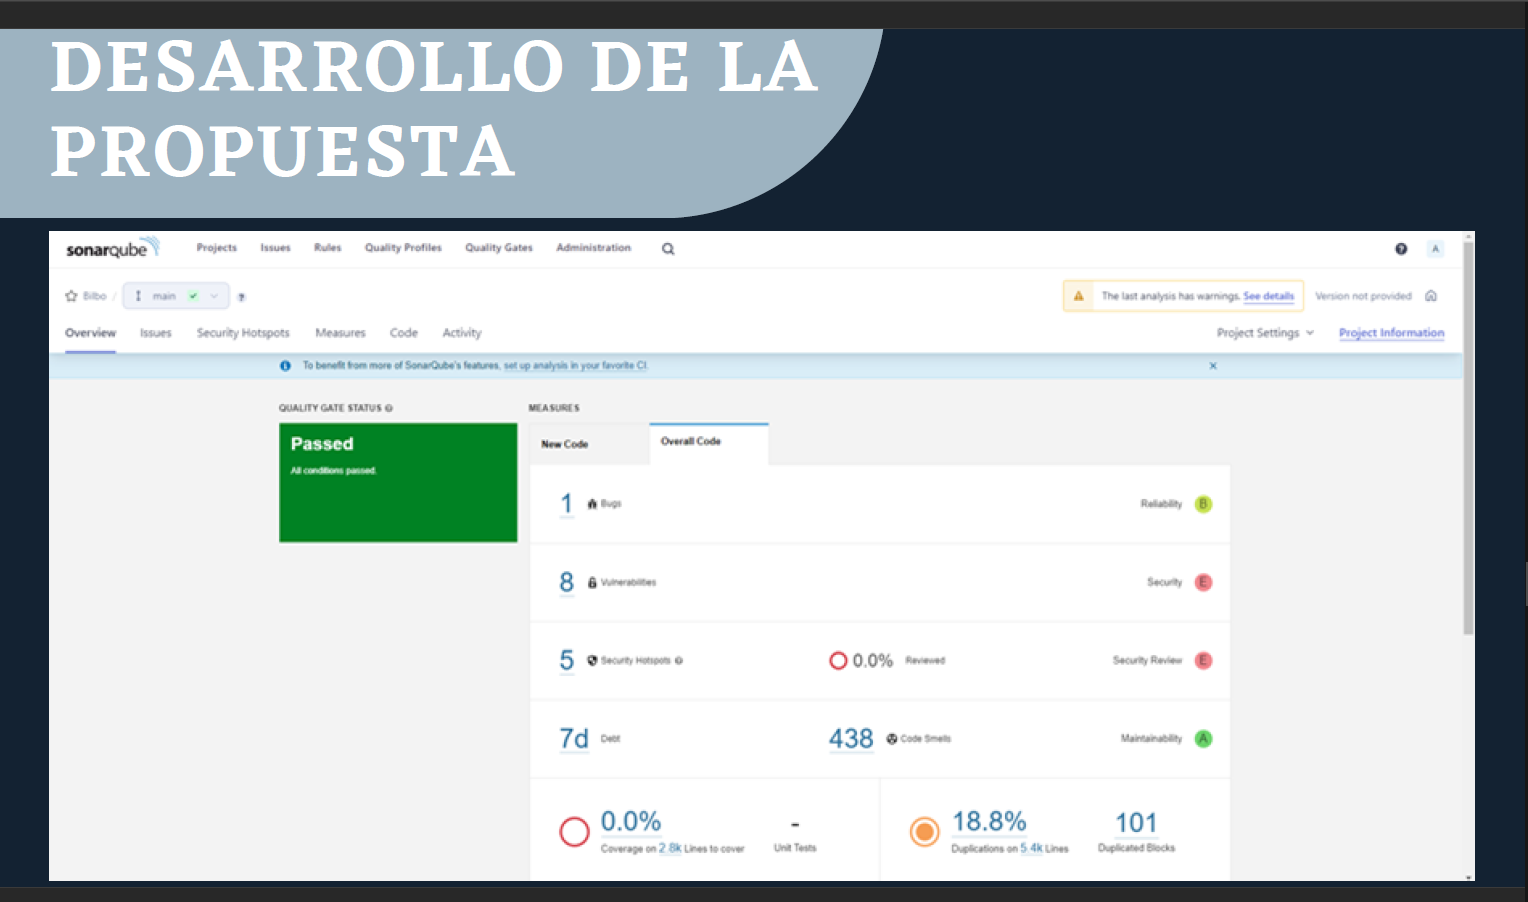 DESARROLLO DE LA
PROPUESTA
sonarqube Projects Issues Rules Quality Profiles Quality Gates Administration A
Bilbo / main The last analysis has warnings. See details Version not provided
Overview Issues Security Hotspots Measures Code Activity Project Settings Project Information
To benefit from more of SonarQube's features, set up analysis in your favorite CI.
QUALITY GATE STATUS MEASURES
Passed
All conditions passed.
New Code Overall Code
1 Bugs Reliability B
8 Vulnerabilities Security E
5 Security Hotspots 0.0% Reviewed Security Review E
7d Debt 438 Code Smells Maintainability A
0.0% - 18.8% 101
Coverage on 2.8k Lines to cover Unit Tests Duplications on 5.4k Lines Duplicated Blocks